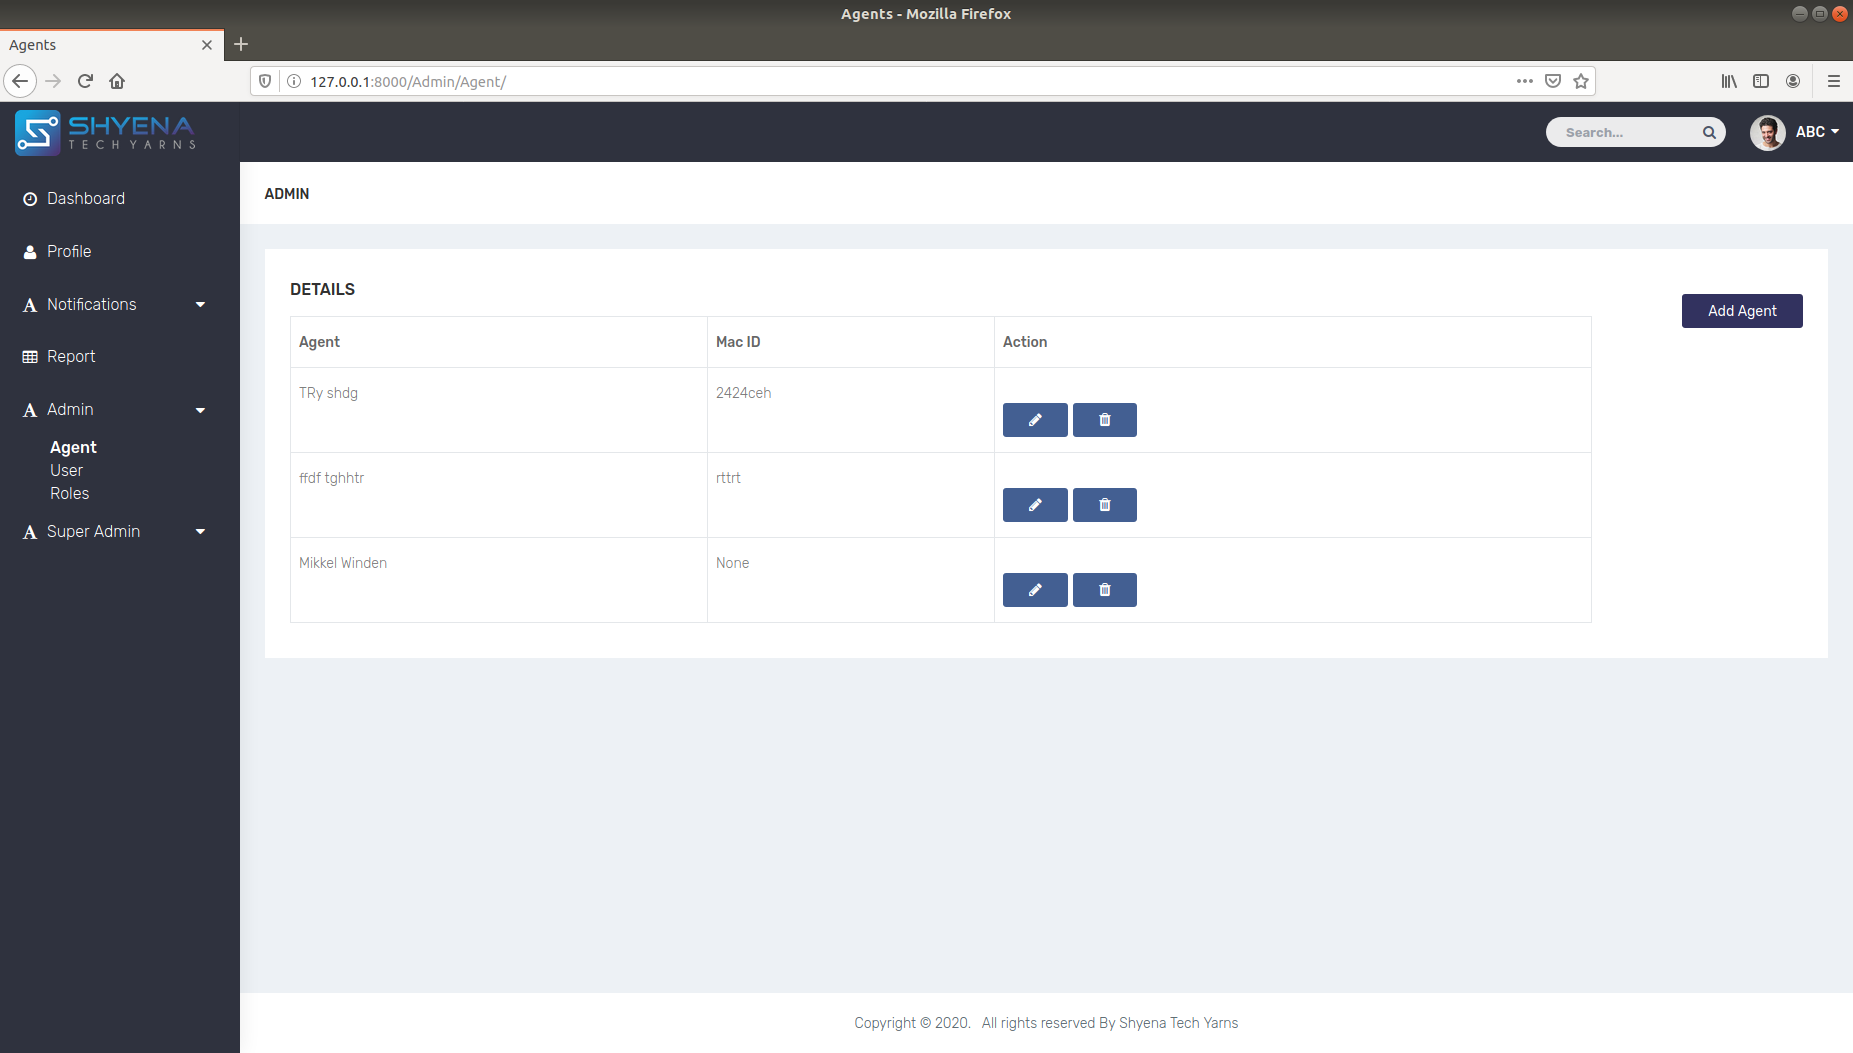 Agents - Mozilla Firefox
Agents
127.0.0.1:8000/Admin/Agent/
SHYENA
TECH YARNS
Search...
ABC
Dashboard
Profile
Notifications
Report
Admin
Agent
User
Roles
Super Admin
ADMIN
DETAILS
Add Agent
Agent Mac ID Action
TRy shdg 2424ceh
ffdf tghhtr rttrt
Mikkel Winden None
Copyright © 2020. All rights reserved By Shyena Tech Yarns